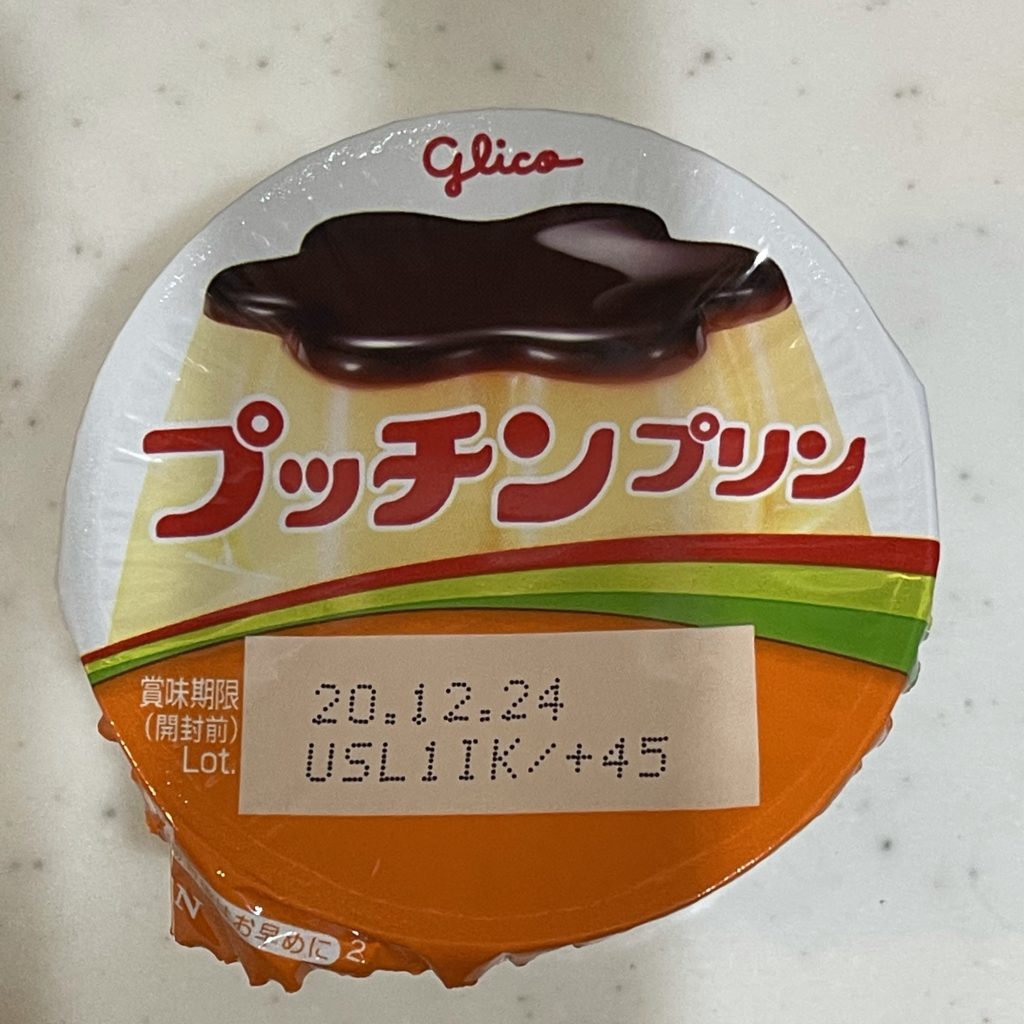 Glico
プッチンプリン
賞味期限
(開封前)
Lot.
20.12.24
USL1IK/+45
N
お早めに
2